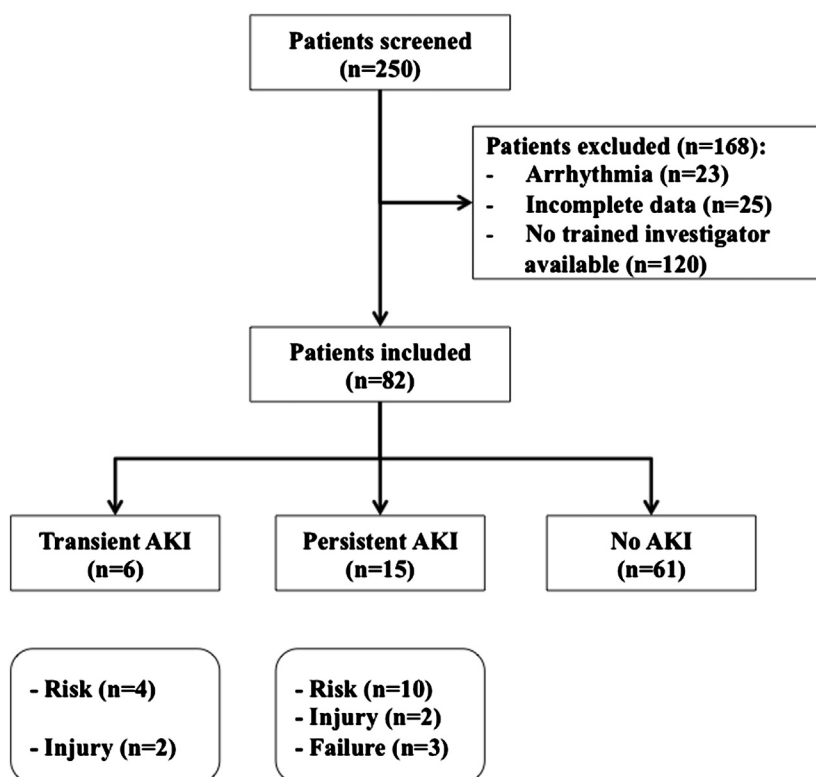 Patients screened
(n=250)
Patients excluded (n=168):
- Arrhythmia (n=23)
- Incomplete data (n=25)
- No trained investigator
available (n=120)
Patients included
(n=82)
Transient AKI
(n=6)
Persistent AKI
(n=15)
No AKI
(n=61)
- Risk (n=4)
- Injury (n=2)
- Risk (n=10)
- Injury (n=2)
- Failure (n=3)